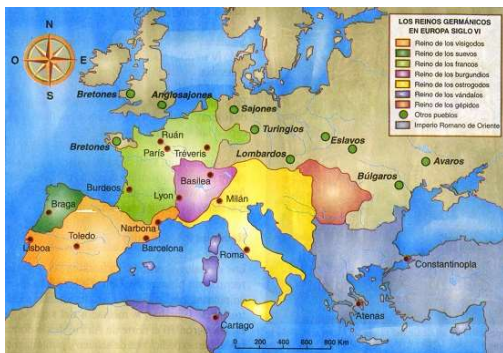 N
O
E
S
LOS REINOS GERMÁNICOS
EN EUROPA SIGLO VI
Reino de los visigodos
Reino de los suevos
Reino de los francos
Reino de los burgundios
Reino de los ostrogodos
Reino de los vándalos
Reino de los gépidos
Otros pueblos
Imperio Romano de Oriente
Bretones
Anglosajones
Sajones
Turingios
Eslavos
Bretones
Ruán
París
Tréveris
Lombardos
Avaros
Basilea
Búlgaros
Burdeos
Lyon
Milán
Braga
Narbona
Toledo
Lisboa
Barcelona
Roma
Constantinopla
Atenas
Cartago
0 200 400 600 800 Km